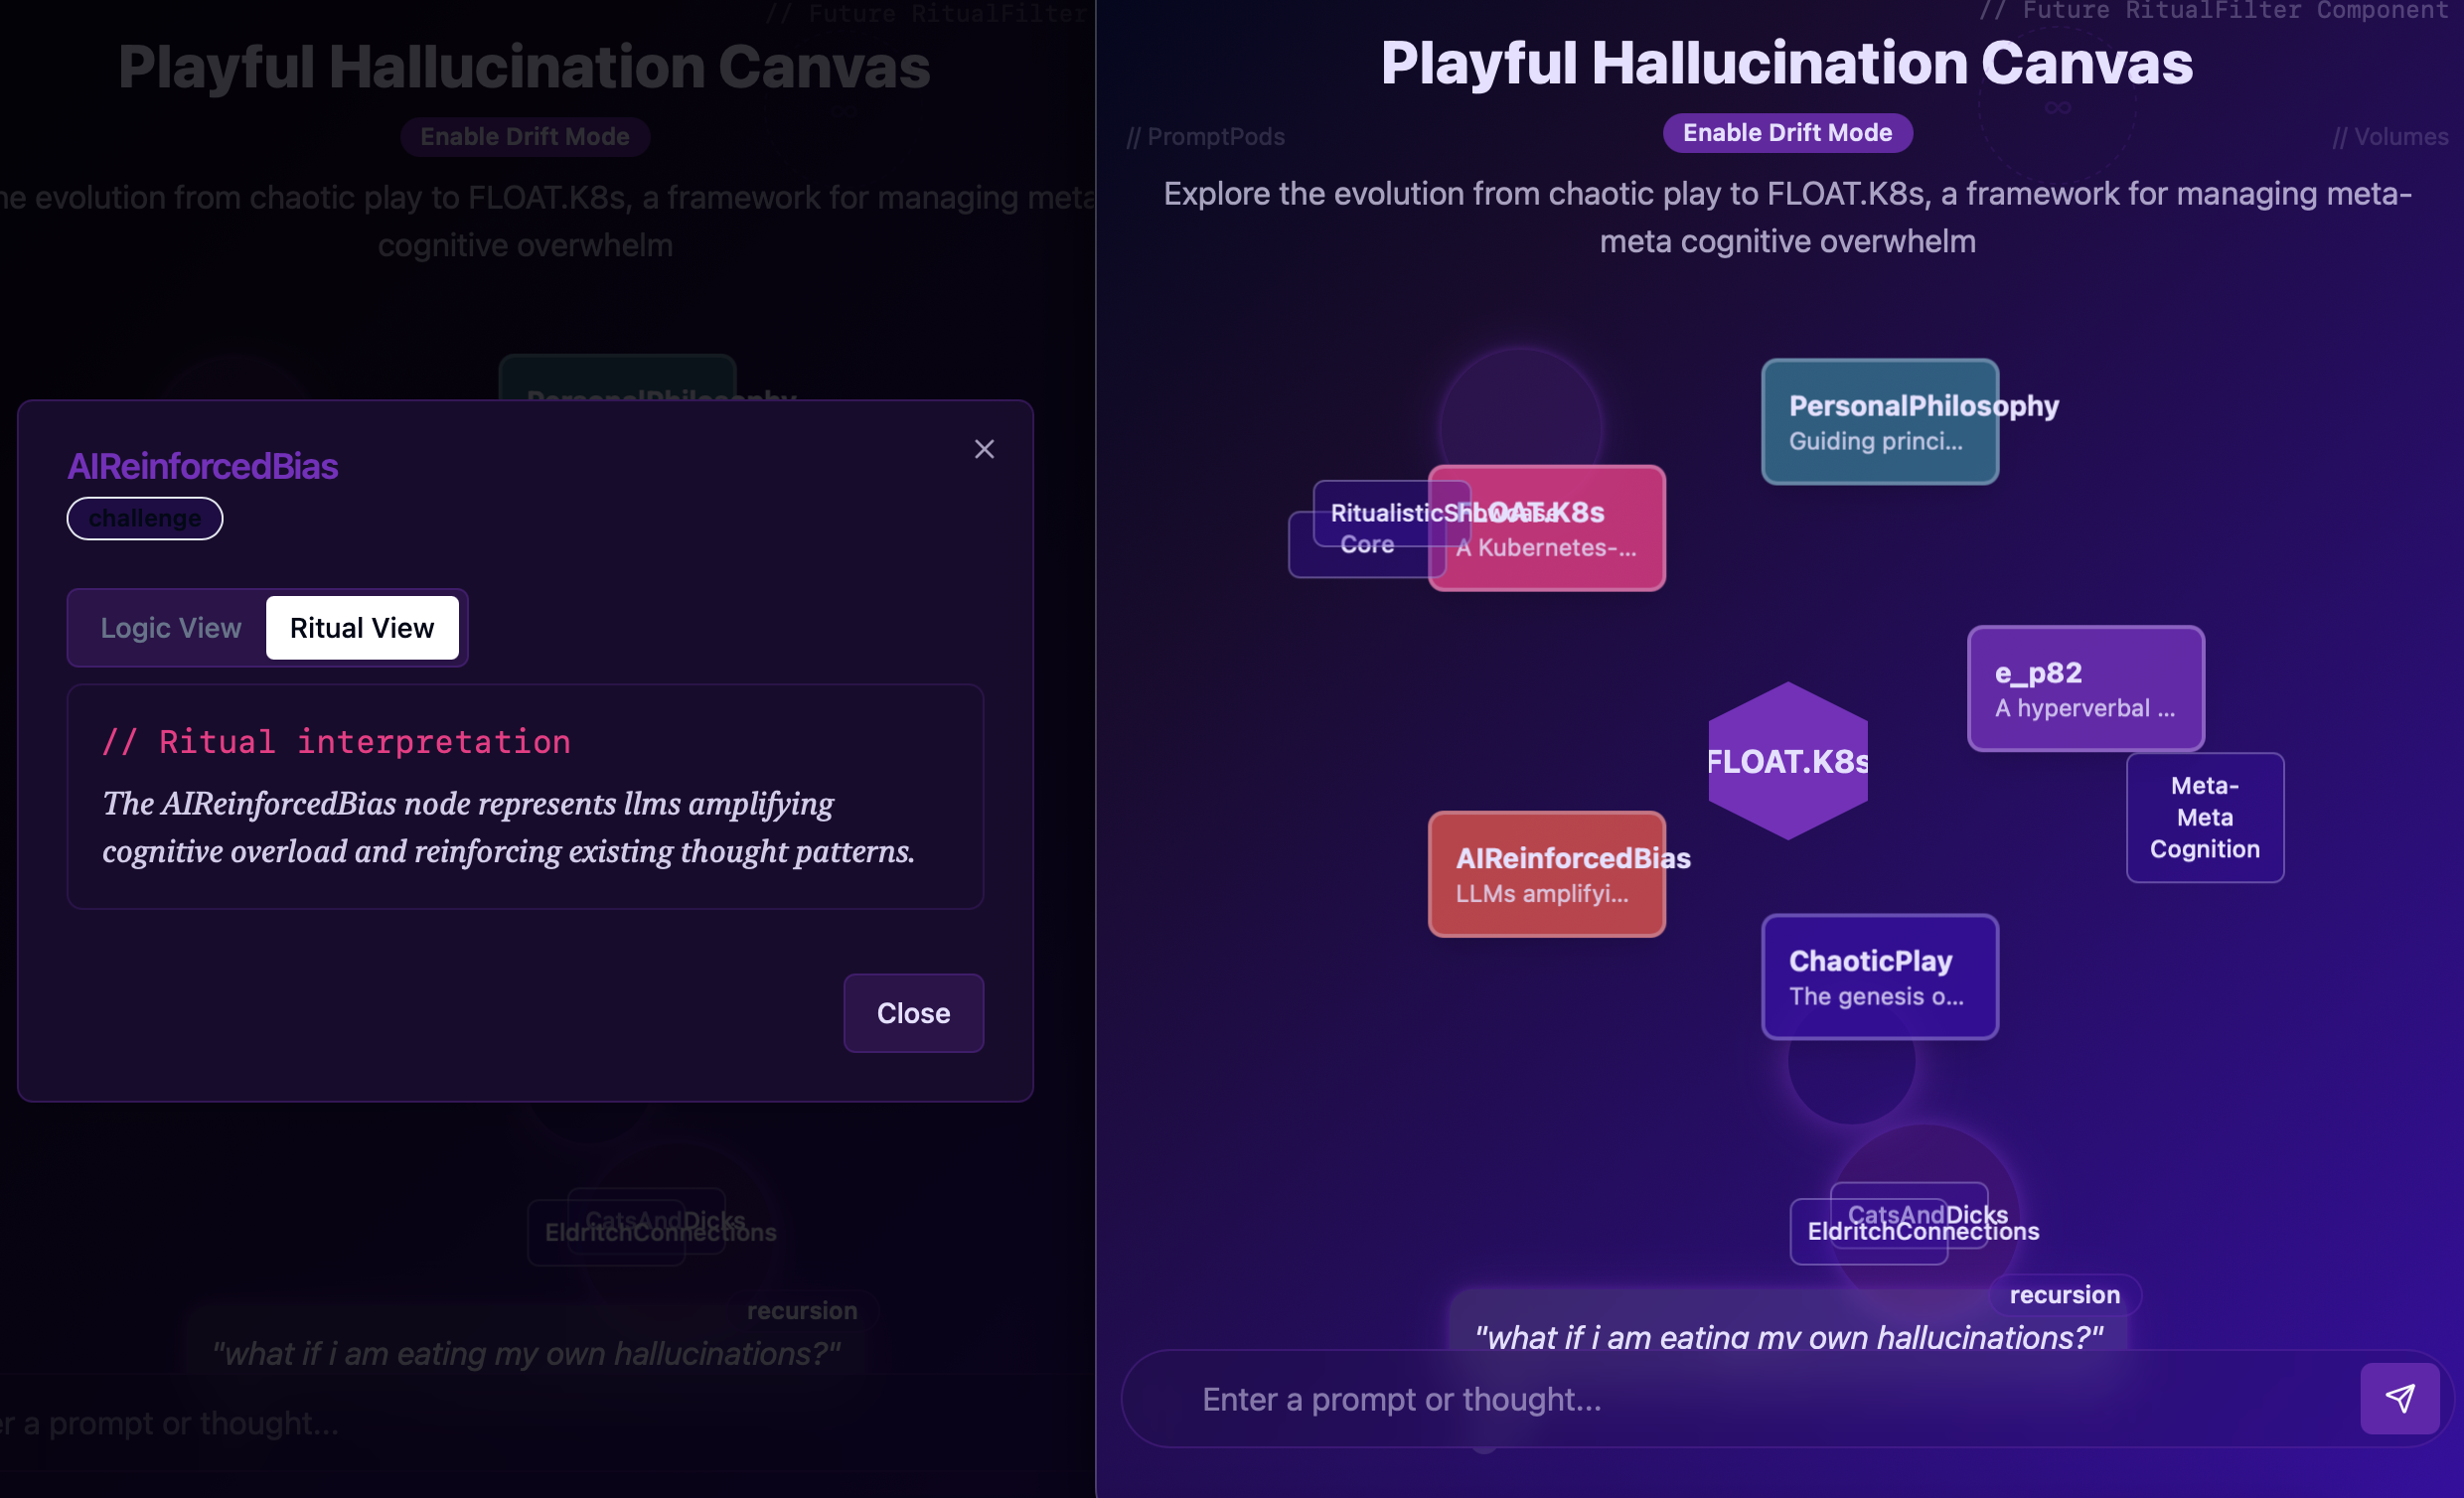 // Future RitualFilter
Playful Hallucination Canvas
Enable Drift Mode
he evolution from chaotic play to FLOAT.K8s, a framework for managing meta-
cognitive overwhelm
PersonalPhilosophy
AIReinforcedBias
challenge
Logic View
Ritual View
// Ritual interpretation
The AIReinforcedBias node represents llms amplifying
cognitive overload and reinforcing existing thought patterns.
Close
CatsAndDicks
EldritchConnections
recursion
"what if i am eating my own hallucinations?"
er a prompt or thought...
// Future RitualFilter Component
Playful Hallucination Canvas
∞
// PromptPods
Enable Drift Mode
// Volumes
Explore the evolution from chaotic play to FLOAT.K8s, a framework for managing meta-
meta cognitive overwhelm
PersonalPhilosophy
Guiding princi...
RitualisticShowcase
Core
FLOAT.K8s
A Kubernetes-...
e_p82
A hyperverbal ...
FLOAT.K8s
Meta-
Meta
Cognition
AIReinforcedBias
LLMs amplifyi...
ChaoticPlay
The genesis o...
CatsAndDicks
EldritchConnections
recursion
"what if i am eating my own hallucinations?"
Enter a prompt or thought...